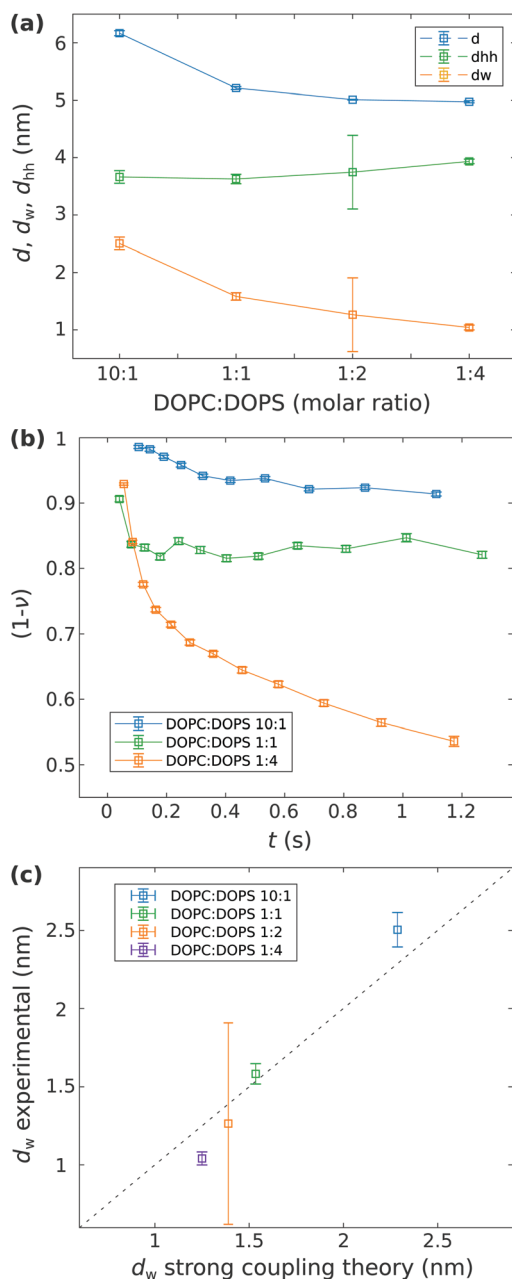 (a)
6
5
4
3
2
1
d, d_w, d_hh (nm)
d
dhh
dw
10:1 1:1 1:2 1:4
DOPC:DOPS (molar ratio)
(b)
1
0.9
0.8
0.7
0.6
0.5
(1-ν)
DOPC:DOPS 10:1
DOPC:DOPS 1:1
DOPC:DOPS 1:4
0 0.2 0.4 0.6 0.8 1 1.2
t (s)
(c)
DOPC:DOPS 10:1
DOPC:DOPS 1:1
DOPC:DOPS 1:2
DOPC:DOPS 1:4
2.5
2
1.5
1
d_w experimental (nm)
1 1.5 2 2.5
d_w strong coupling theory (nm)